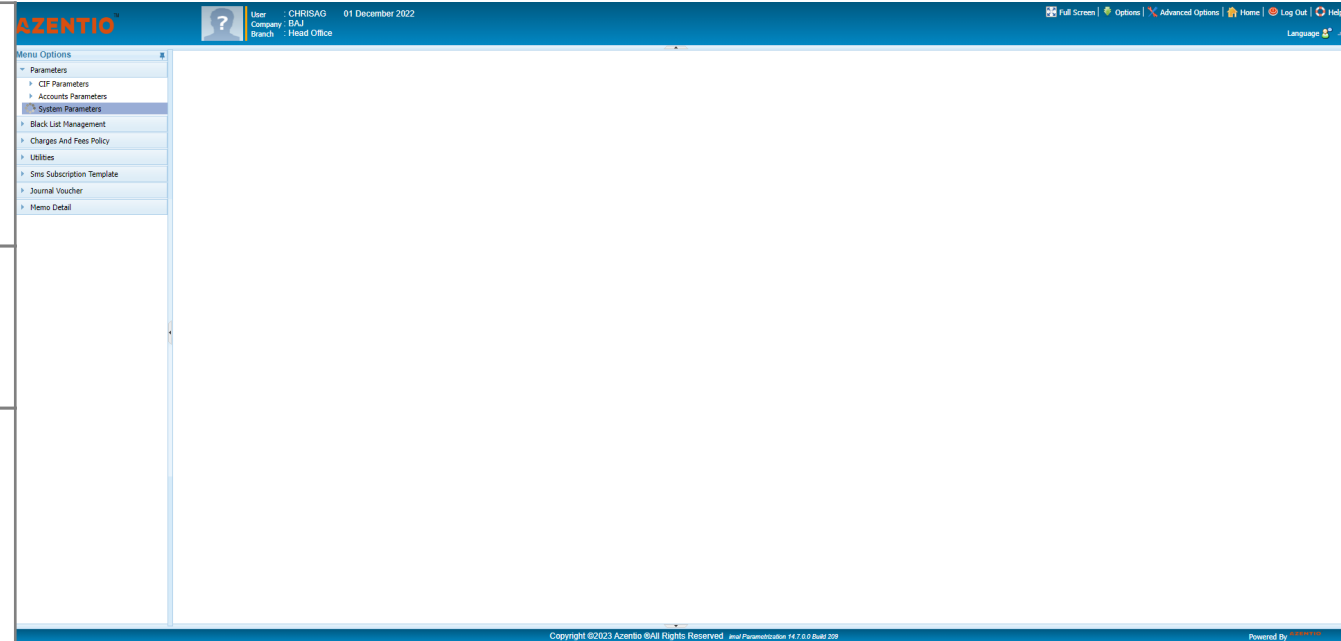 AZENTIO™
User : CHRISAG 01 December 2022
Company : BAJ
Branch : Head Office
Full Screen | Options | Advanced Options | Home | Log Out | Help
Language
Menu Options
Parameters
CIF Parameters
Accounts Parameters
System Parameters
Black List Management
Charges And Fees Policy
Utilities
Sms Subscription Template
Journal Voucher
Memo Detail
Copyright ©2023 Azentio ®All Rights Reserved imal Parametrization 14.7.0.0 Build 209
Powered By AZENTIO